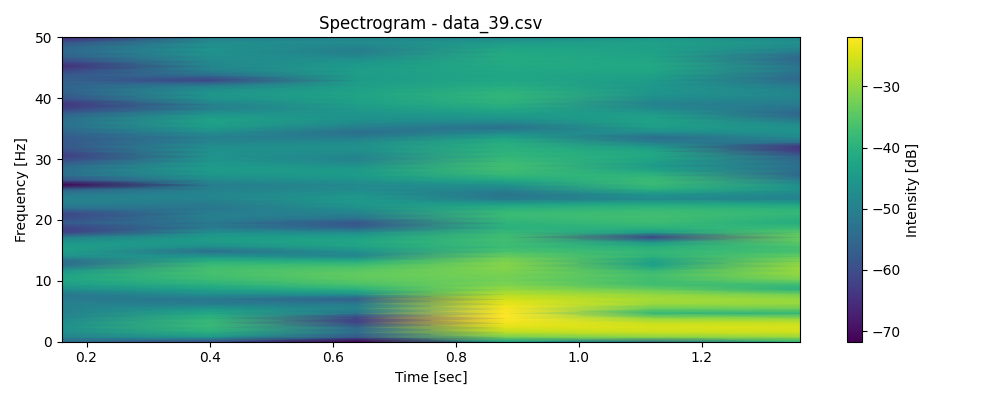 Spectrogram - data_39.csv
50
40
30
20
10
0
Frequency [Hz]
0.2 0.4 0.6 0.8 1.0 1.2
Time [sec]
−30
−40
−50
−60
−70
Intensity [dB]